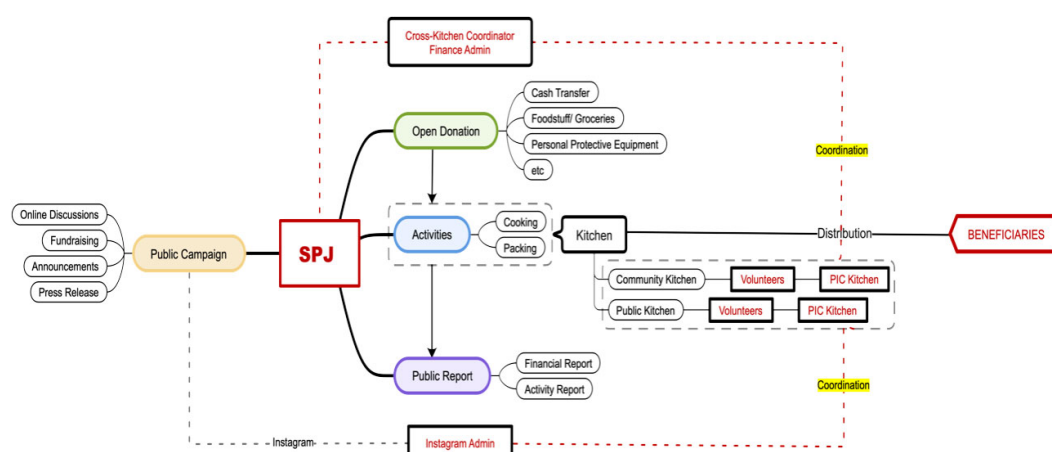 Cross-Kitchen Coordinator
Finance Admin
Cash Transfer
Foodstuff/ Groceries
Open Donation
Personal Protective Equipment
etc
Coordination
Online Discussions
Fundraising
Announcements
Press Release
Public Campaign
SPJ
Activities
Cooking
Packing
Kitchen
Distribution
BENEFICIARIES
Community Kitchen
Volunteers
PIC Kitchen
Public Kitchen
Volunteers
PIC Kitchen
Public Report
Financial Report
Activity Report
Coordination
Instagram
Instagram Admin